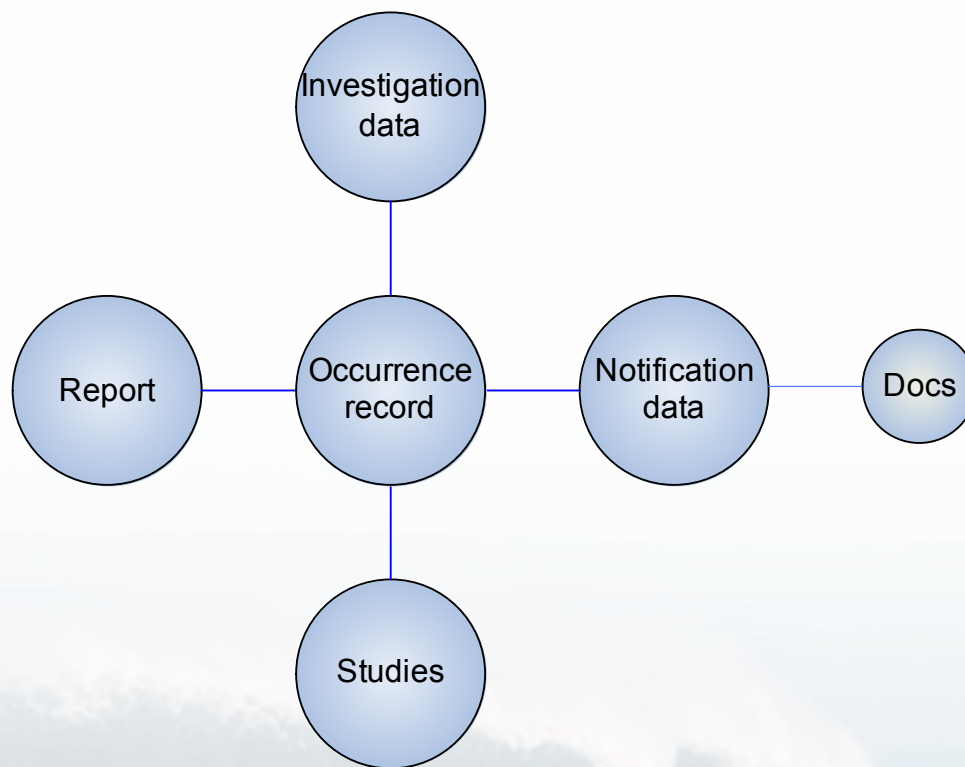 Investigation
data
Report
Occurrence
record
Notification
data
Docs
Studies